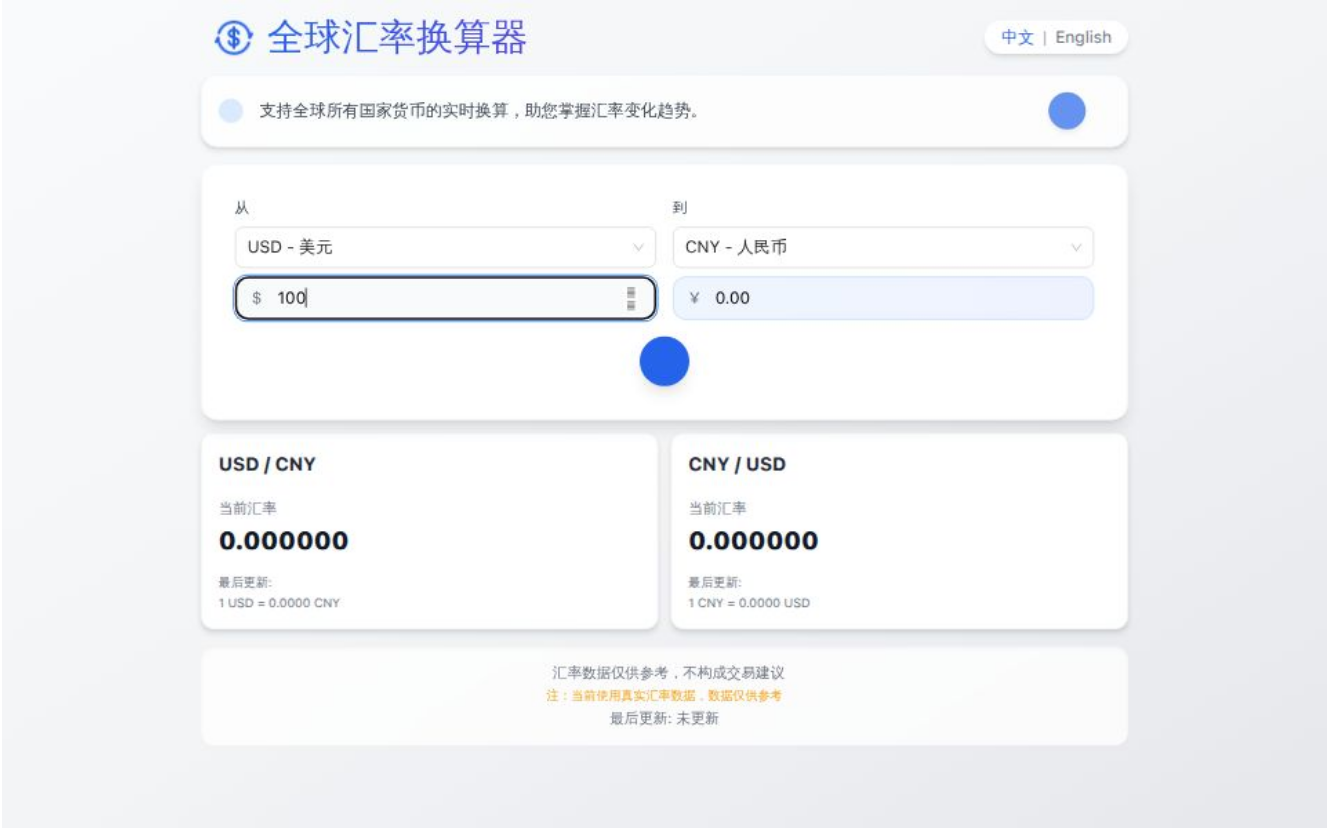 全球汇率换算器
中文 | English
支持全球所有国家货币的实时换算，助您掌握汇率变化趋势。
从
到
USD - 美元
CNY - 人民币
$ 100
¥ 0.00
USD / CNY
当前汇率
0.000000
最后更新:
1 USD = 0.0000 CNY
CNY / USD
当前汇率
0.000000
最后更新:
1 CNY = 0.0000 USD
汇率数据仅供参考，不构成交易建议
注：当前使用真实汇率数据，数据仅供参考
最后更新: 未更新